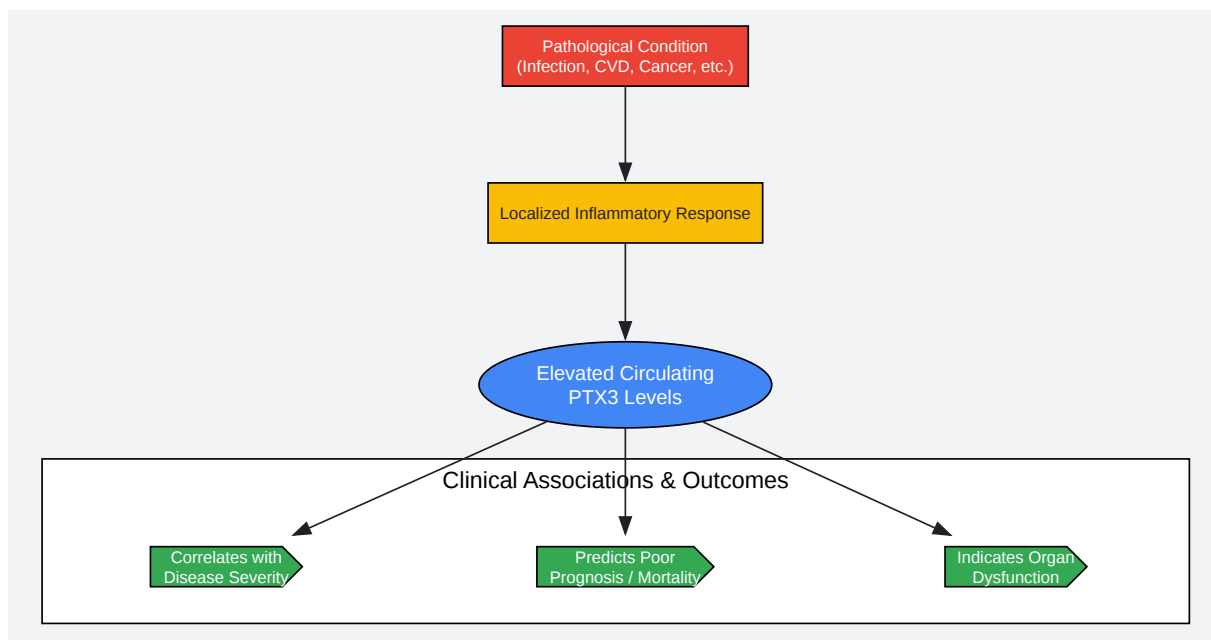 Pathological Condition
(Infection, CVD, Cancer, etc.)
Localized Inflammatory Response
Elevated Circulating
PTX3 Levels
Clinical Associations & Outcomes
Correlates with
Disease Severity
Predicts Poor
Prognosis / Mortality
Indicates Organ
Dysfunction